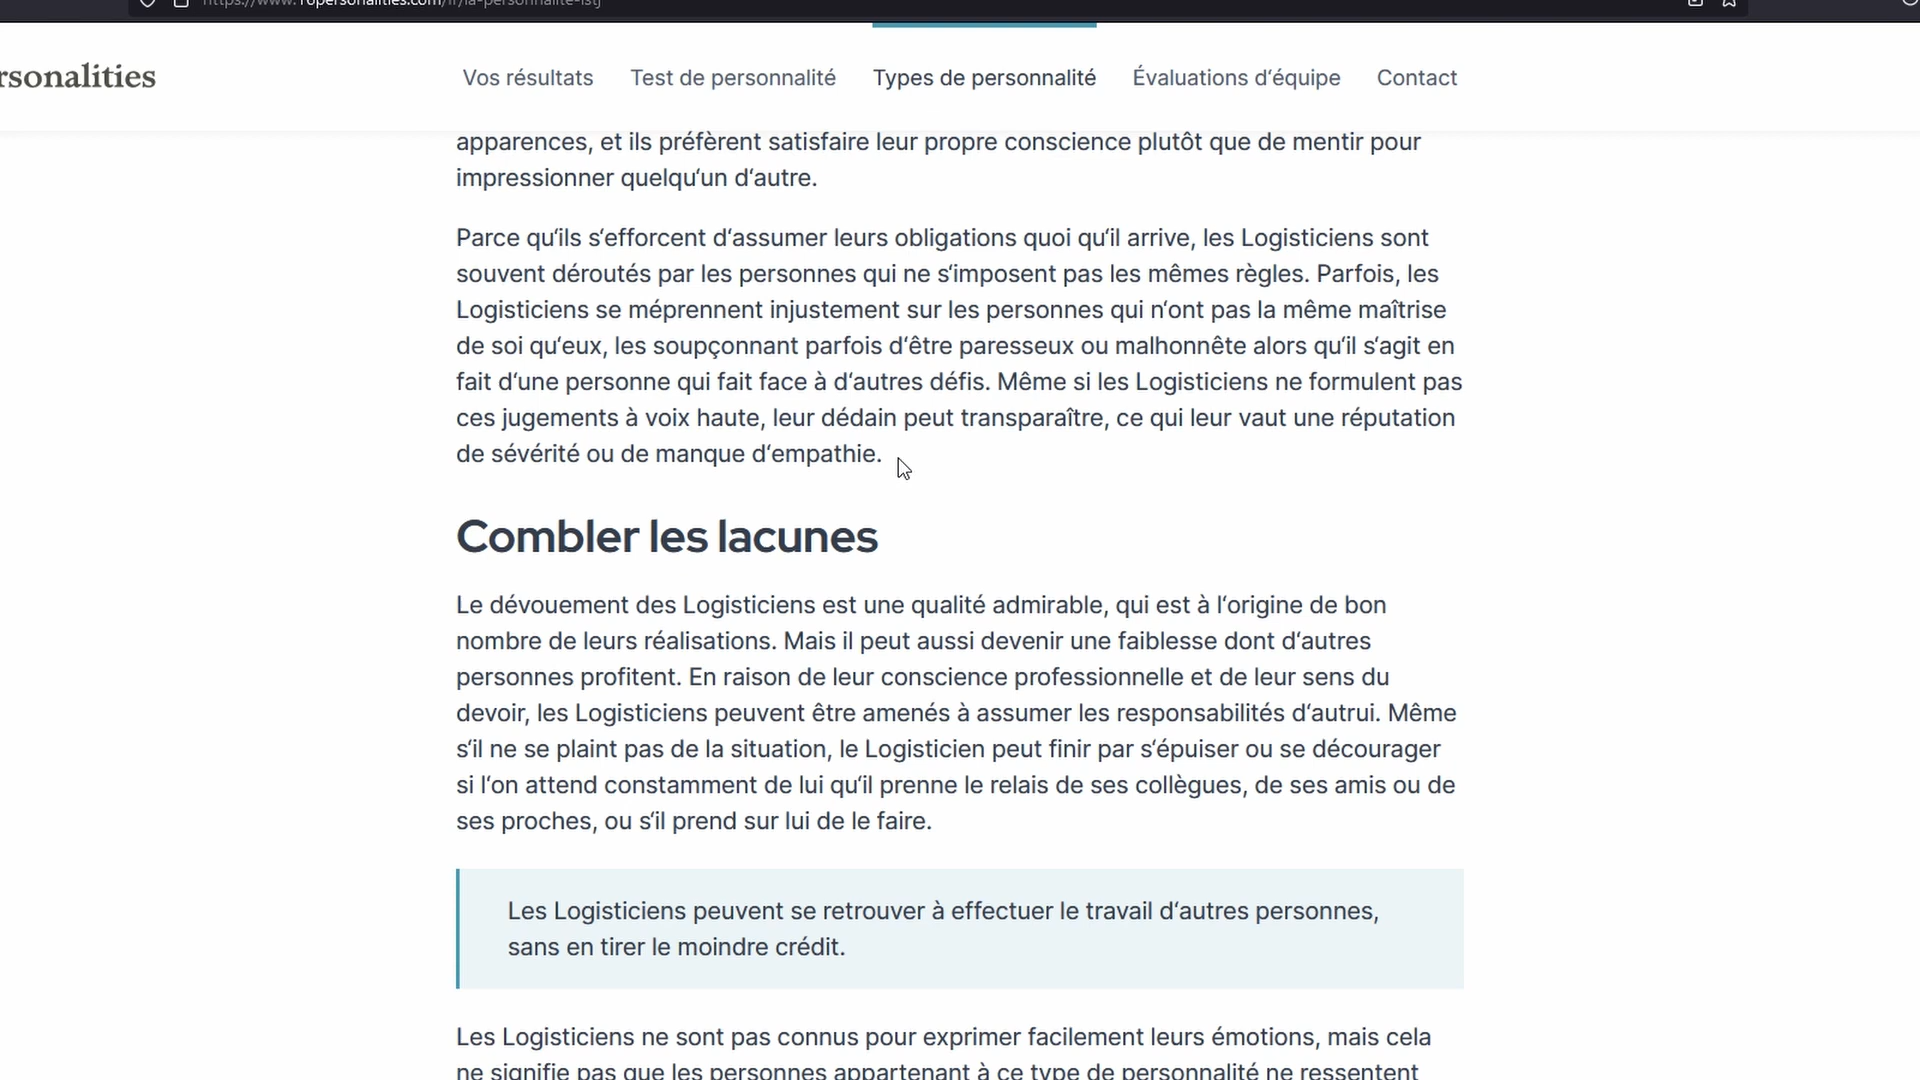 https://www.16personalities.com/fr/la-personnalite-istj
rsonalities
Vos résultats
Test de personnalité
Types de personnalité
Évaluations d‘équipe
Contact
apparences, et ils préfèrent satisfaire leur propre conscience plutôt que de mentir pour
impressionner quelqu‘un d‘autre.
Parce qu‘ils s‘efforcent d‘assumer leurs obligations quoi qu‘il arrive, les Logisticiens sont
souvent déroutés par les personnes qui ne s‘imposent pas les mêmes règles. Parfois, les
Logisticiens se méprennent injustement sur les personnes qui n‘ont pas la même maîtrise
de soi qu‘eux, les soupçonnant parfois d‘être paresseux ou malhonnête alors qu‘il s‘agit en
fait d‘une personne qui fait face à d‘autres défis. Même si les Logisticiens ne formulent pas
ces jugements à voix haute, leur dédain peut transparaître, ce qui leur vaut une réputation
de sévérité ou de manque d‘empathie.
Combler les lacunes
Le dévouement des Logisticiens est une qualité admirable, qui est à l‘origine de bon
nombre de leurs réalisations. Mais il peut aussi devenir une faiblesse dont d‘autres
personnes profitent. En raison de leur conscience professionnelle et de leur sens du
devoir, les Logisticiens peuvent être amenés à assumer les responsabilités d‘autrui. Même
s‘il ne se plaint pas de la situation, le Logisticien peut finir par s‘épuiser ou se décourager
si l‘on attend constamment de lui qu‘il prenne le relais de ses collègues, de ses amis ou de
ses proches, ou s‘il prend sur lui de le faire.
Les Logisticiens peuvent se retrouver à effectuer le travail d‘autres personnes,
sans en tirer le moindre crédit.
Les Logisticiens ne sont pas connus pour exprimer facilement leurs émotions, mais cela
ne signifie pas que les personnes appartenant à ce type de personnalité ne ressentent